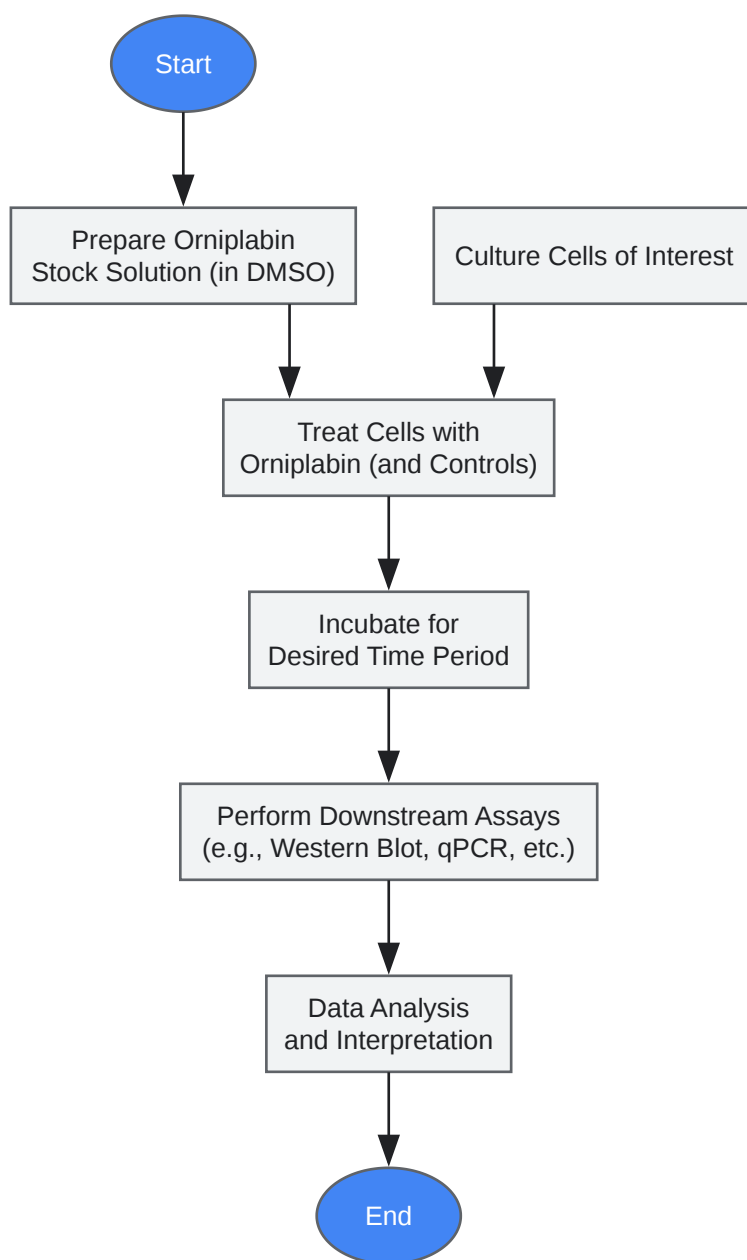 Start
Prepare Orniplabin
Stock Solution (in DMSO)
Culture Cells of Interest
Treat Cells with
Orniplabin (and Controls)
Incubate for
Desired Time Period
Perform Downstream Assays
(e.g., Western Blot, qPCR, etc.)
Data Analysis
and Interpretation
End